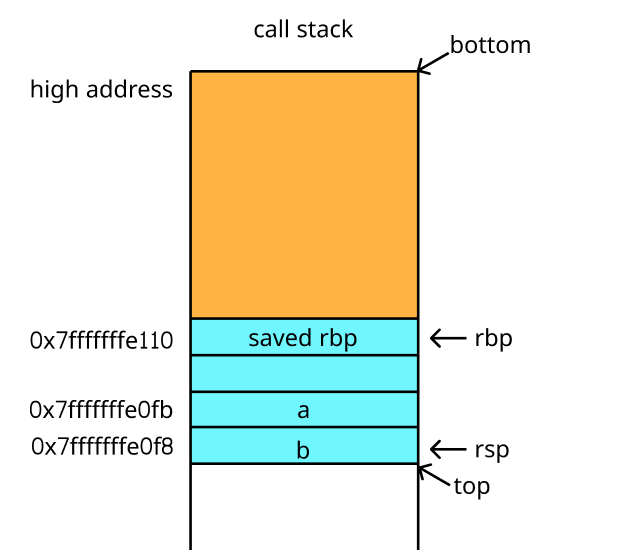 call stack
bottom
high address
0x7fffffffe110
saved rbp
rbp
0x7fffffffe0fb
a
0x7fffffffe0f8
b
rsp
top